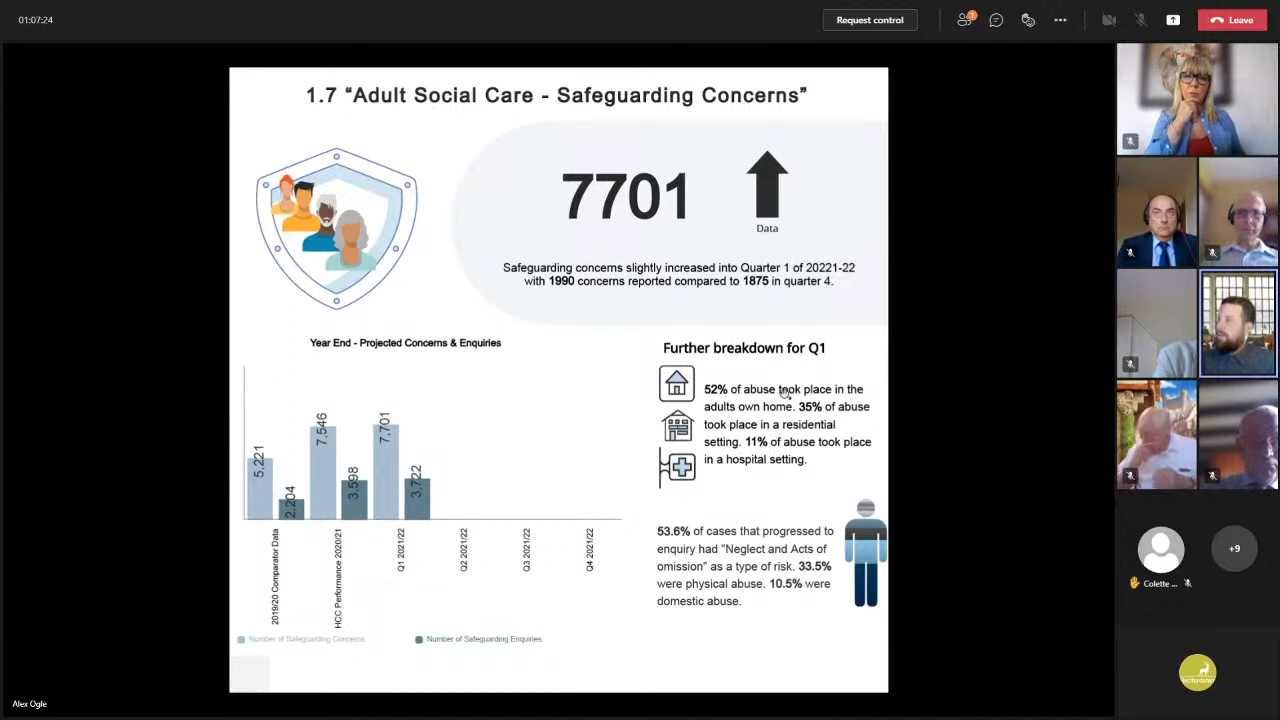 01:07:24
Request control
1
Leave
1.7 “Adult Social Care - Safeguarding Concerns”
7701
Data
Safeguarding concerns slightly increased into Quarter 1 of 20221-22
with 1990 concerns reported compared to 1875 in quarter 4.
Year End - Projected Concerns & Enquiries
5,221
2,204
7,546
3,598
7,701
3,722
2019/20 Comparator Data
HCC Performance 2020/21
Q1 2021/22
Q2 2021/22
Q3 2021/22
Q4 2021/22
Number of Safeguarding Concerns
Number of Safeguarding Enquiries
Further breakdown for Q1
52% of abuse took place in the
adults own home. 35% of abuse
took place in a residential
setting. 11% of abuse took place
in a hospital setting.
53.6% of cases that progressed to
enquiry had "Neglect and Acts of
omission" as a type of risk. 33.5%
were physical abuse. 10.5% were
domestic abuse.
Colette ...
+9
Alex Ogle